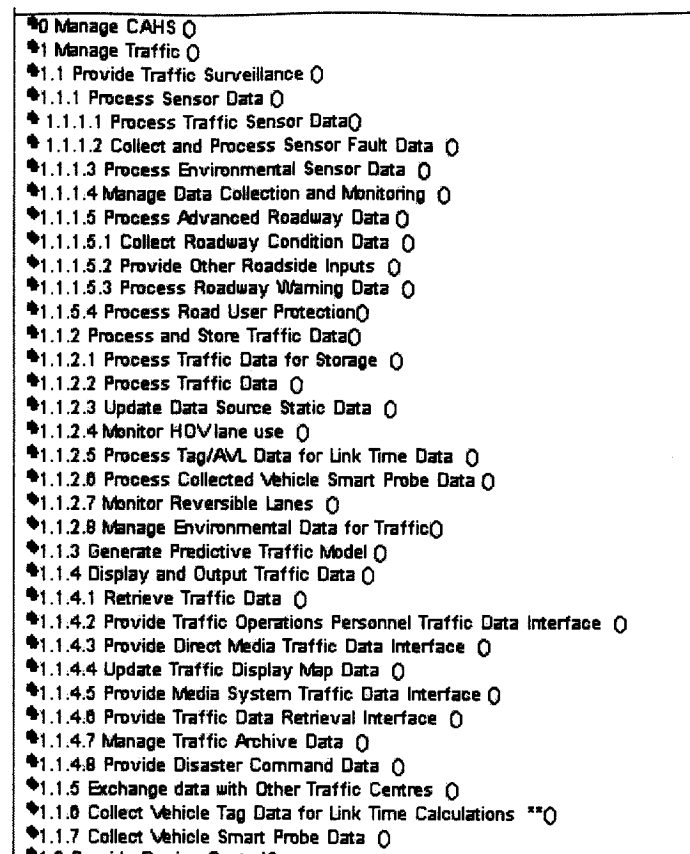 0 Manage CAHS ()
1 Manage Traffic ()
1.1 Provide Traffic Surveillance ()
1.1.1 Process Sensor Data ()
1.1.1.1 Process Traffic Sensor Data()
1.1.1.2 Collect and Process Sensor Fault Data ()
1.1.1.3 Process Environmental Sensor Data ()
1.1.1.4 Manage Data Collection and Monitoring ()
1.1.1.5 Process Advanced Roadway Data ()
1.1.1.5.1 Collect Roadway Condition Data ()
1.1.1.5.2 Provide Other Roadside Inputs ()
1.1.1.5.3 Process Roadway Warning Data ()
1.1.5.4 Process Road User Protection()
1.1.2 Process and Store Traffic Data()
1.1.2.1 Process Traffic Data for Storage ()
1.1.2.2 Process Traffic Data ()
1.1.2.3 Update Data Source Static Data ()
1.1.2.4 Monitor HOV lane use ()
1.1.2.5 Process Tag/AVL Data for Link Time Data ()
1.1.2.6 Process Collected Vehicle Smart Probe Data ()
1.1.2.7 Monitor Reversible Lanes ()
1.1.2.8 Manage Environmental Data for Traffic()
1.1.3 Generate Predictive Traffic Model ()
1.1.4 Display and Output Traffic Data ()
1.1.4.1 Retrieve Traffic Data ()
1.1.4.2 Provide Traffic Operations Personnel Traffic Data Interface ()
1.1.4.3 Provide Direct Media Traffic Data Interface ()
1.1.4.4 Update Traffic Display Map Data ()
1.1.4.5 Provide Media System Traffic Data Interface ()
1.1.4.6 Provide Traffic Data Retrieval Interface ()
1.1.4.7 Manage Traffic Archive Data ()
1.1.4.8 Provide Disaster Command Data ()
1.1.5 Exchange data with Other Traffic Centres ()
1.1.6 Collect Vehicle Tag Data for Link Time Calculations **()
1.1.7 Collect Vehicle Smart Probe Data ()